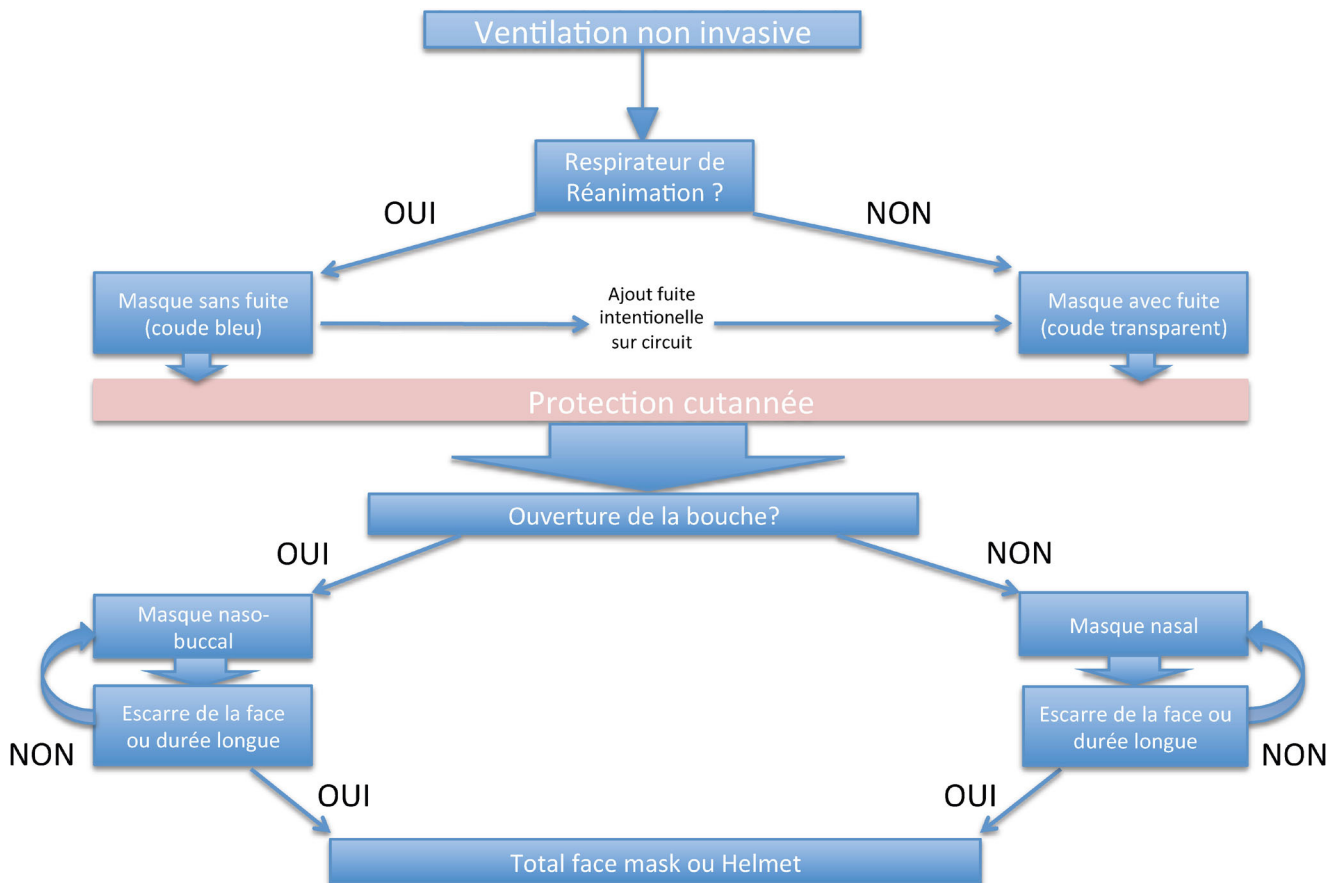 Ventilation non invasive
Respirateur de
Réanimation ?
OUI
NON
Masque sans fuite
(coude bleu)
Ajout fuite
intentionelle
sur circuit
Masque avec fuite
(coude transparent)
Protection cutannée
Ouverture de la bouche?
OUI
NON
Masque naso-
buccal
Masque nasal
Escarre de la face
ou durée longue
Escarre de la face ou
durée longue
NON
NON
OUI
OUI
Total face mask ou Helmet